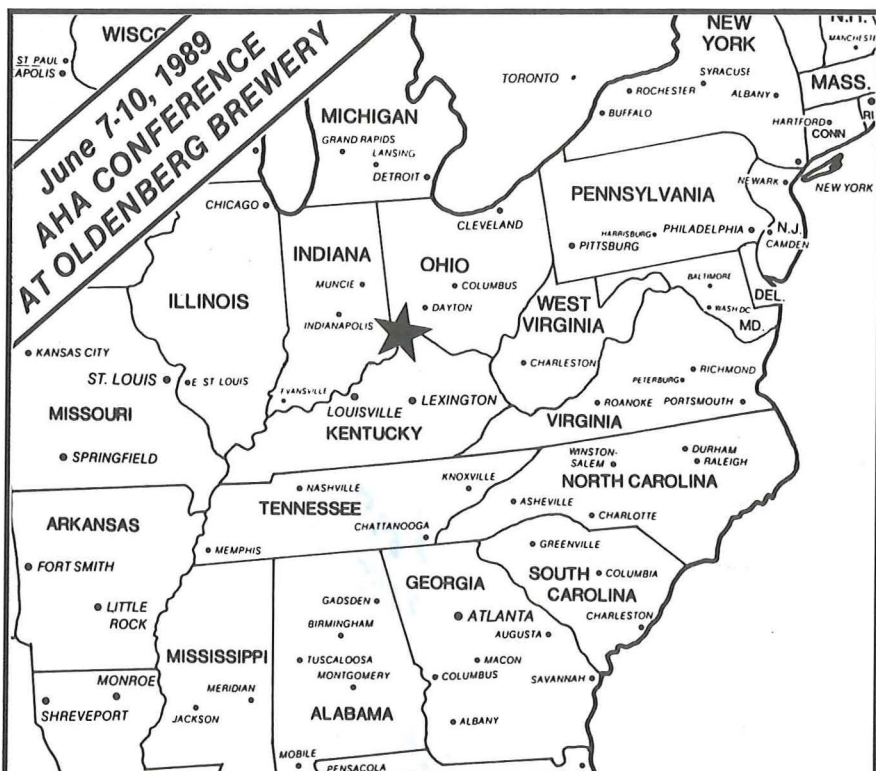 June 7-10, 1989
AHA CONFERENCE
AT OLDENBERG BREWERY
ST PAUL
APOLIS
WISC
MICHIGAN
GRAND RAPIDS
LANSING
DETROIT
TORONTO
NEW
YORK
ROCHESTER
SYRACUSE
BUFFALO
ALBANY
N.H.
MANCHESTE
MASS.
HARTFORD
CONN
RI
CHICAGO
CLEVELAND
PENNSYLVANIA
HARRISBURG
PHILADELPHIA
PITTSBURG
NEWARK
NEW YORK
N.J.
CAMDEN
INDIANA
MUNCIE
INDIANAPOLIS
OHIO
COLUMBUS
DAYTON
ILLINOIS
WEST
VIRGINIA
CHARLESTON
BALTIMORE
WASH DC
DEL.
MD.
KANSAS CITY
ST. LOUIS
E ST LOUIS
MISSOURI
SPRINGFIELD
EVANSVILLE
LOUISVILLE
LEXINGTON
KENTUCKY
RICHMOND
PETERBURG
ROANOKE
PORTSMOUTH
VIRGINIA
NASHVILLE
KNOXVILLE
TENNESSEE
CHATTANOOGA
MEMPHIS
WINSTON-
SALEM
DURHAM
RALEIGH
NORTH CAROLINA
ASHEVILLE
CHARLOTTE
ARKANSAS
FORT SMITH
LITTLE
ROCK
GREENVILLE
SOUTH
CAROLINA
COLUMBIA
CHARLESTON
GEORGIA
ATLANTA
AUGUSTA
MACON
COLUMBUS
SAVANNAH
ALBANY
GADSDEN
BIRMINGHAM
TUSCALOOSA
MONTGOMERY
ALABAMA
MOBILE
PENSACOLA
MISSISSIPPI
MERIDIAN
JACKSON
MONROE
SHREVEPORT